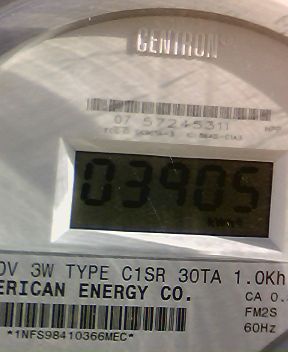 CENTRON
07 57245311
03905
0V 3W TYPE C1SR 30TA 1.0Kh
ERICAN ENERGY CO.
CA 0.
FM2S
60Hz
*1NFS98410366MEC*